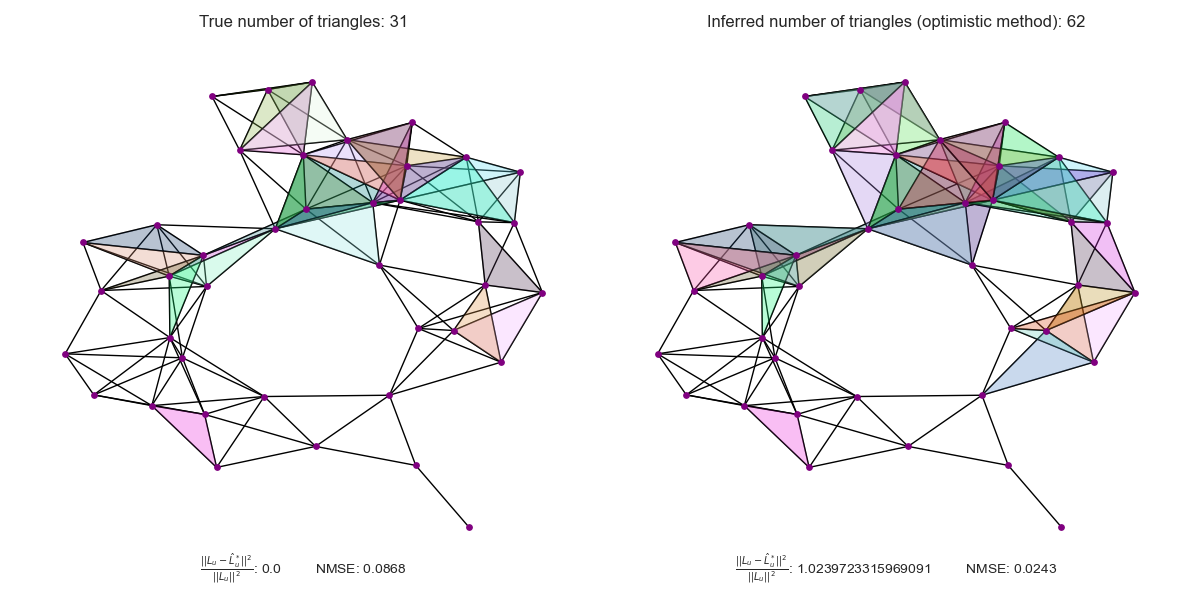 True number of triangles: 31
Inferred number of triangles (optimistic method): 62
$\frac{||L_u - \hat{L}_u^*||^2}{||L_u||^2}$: 0.0 NMSE: 0.0868
$\frac{||L_u - \hat{L}_u^*||^2}{||L_u||^2}$: 1.0239723315969091 NMSE: 0.0243